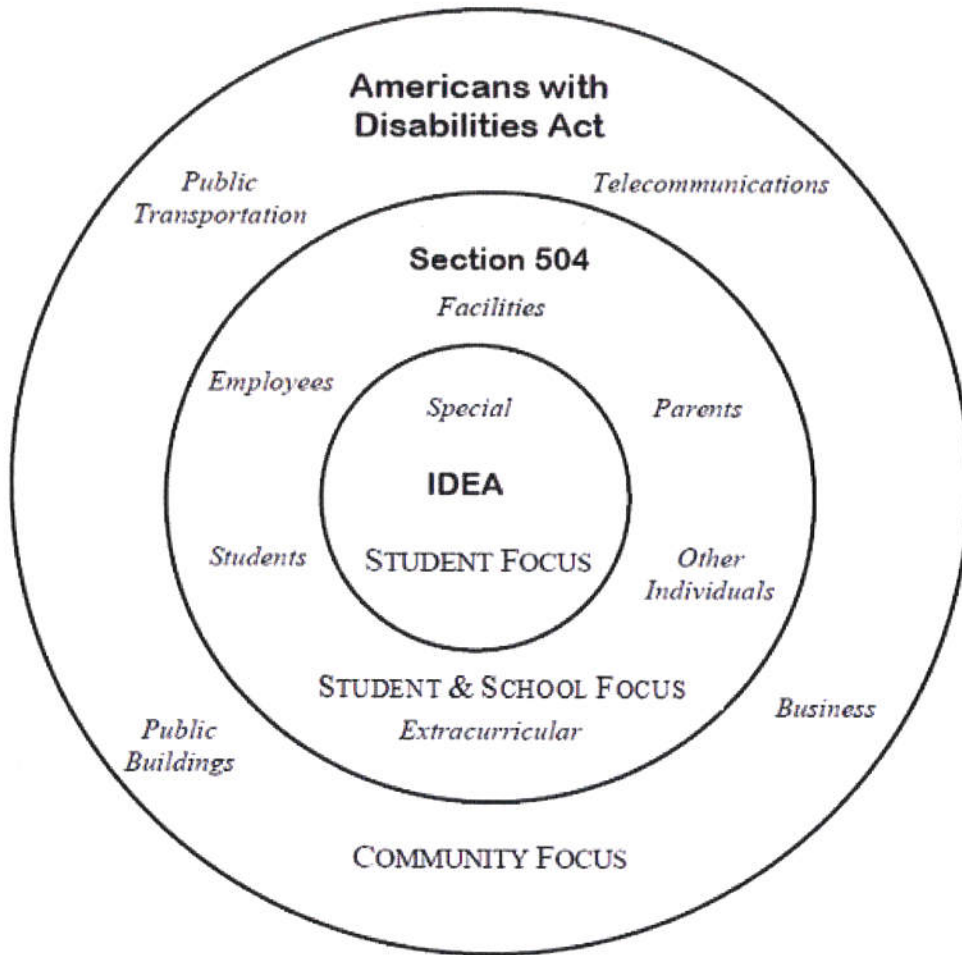 Americans with
Disabilities Act
Public
Transportation
Telecommunications
Section 504
Facilities
Employees
Special
Parents
IDEA
Students
STUDENT FOCUS
Other
Individuals
STUDENT & SCHOOL FOCUS
Extracurricular
Business
Public
Buildings
COMMUNITY FOCUS